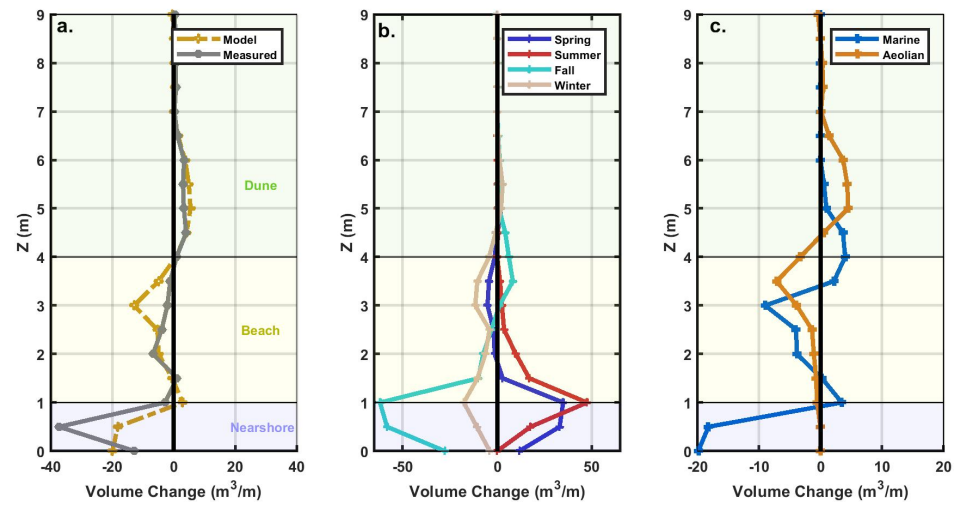 a.
Model
Measured
Dune
Beach
Nearshore
9
8
7
6
5
4
3
2
1
0
Z (m)
-40
-20
0
20
40
Volume Change (m³/m)
b.
Spring
Summer
Fall
Winter
9
8
7
6
5
4
3
2
1
0
Z (m)
-50
0
50
Volume Change (m³/m)
c.
Marine
Aeolian
9
8
7
6
5
4
3
2
1
0
Z (m)
-20
-10
0
10
20
Volume Change (m³/m)